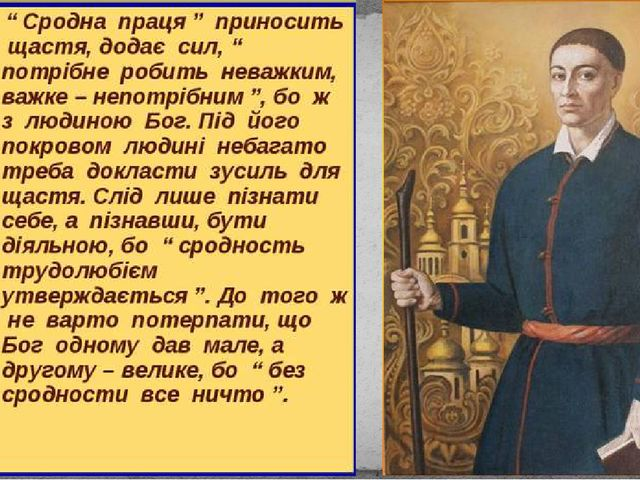 “ Сродна праця ” приносить
щастя, додає сил, “
потрібне робить неважким,
важке – непотрібним ”, бо ж
з людиною Бог. Під його
покровом людині небагато
треба докласти зусиль для
щастя. Слід лише пізнати
себе, а пізнавши, бути
діяльною, бо “ сродность
трудолюбієм
утверждається ”. До того ж
не варто потерпати, що
Бог одному дав мале, а
другому – велике, бо “ без
сродности все ничто ”.